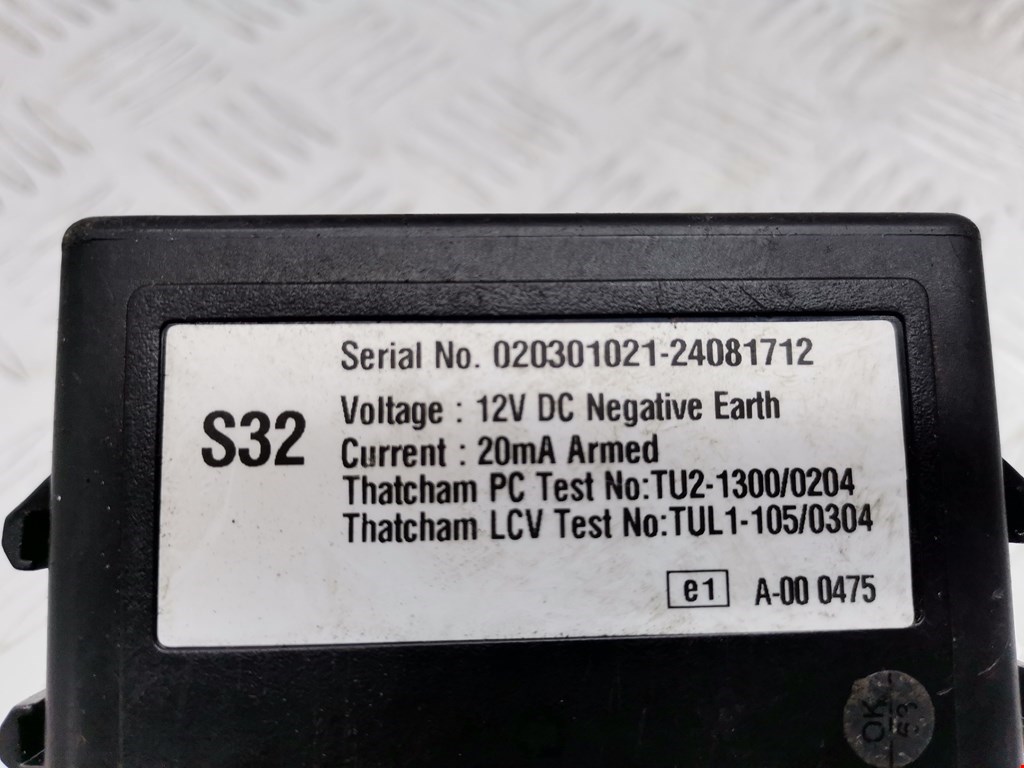 Serial No. 020301021-24081712
S32
Voltage : 12V DC Negative Earth
Current : 20mA Armed
Thatcham PC Test No:TU2-1300/0204
Thatcham LCV Test No:TUL1-105/0304
e1 A-00 0475
OK
53